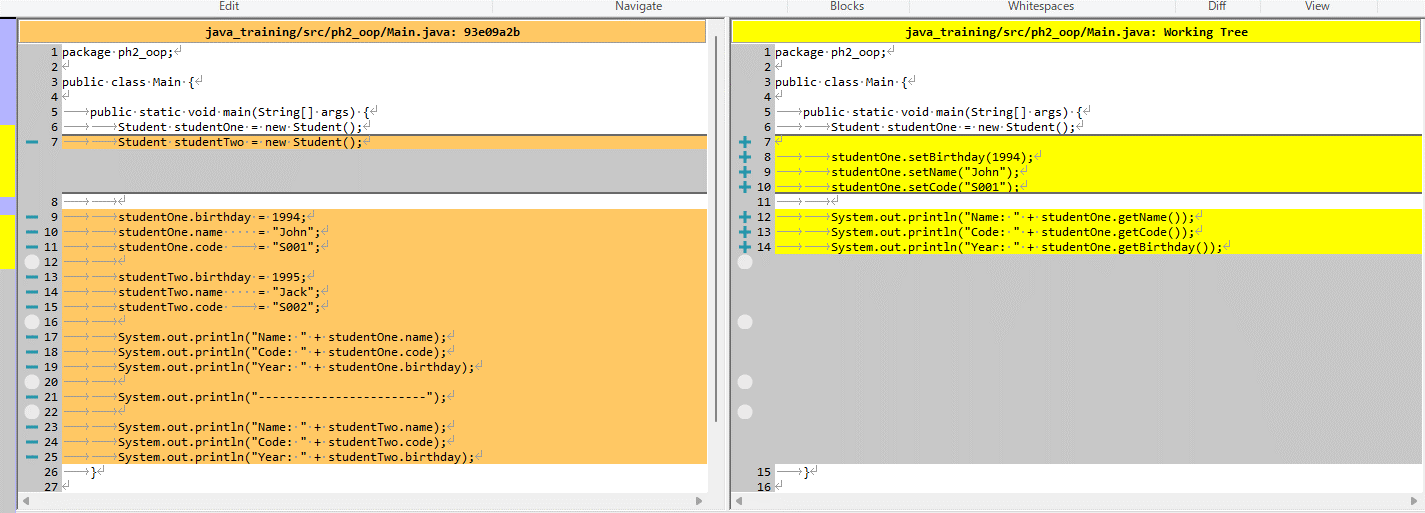 Edit Navigate Blocks Whitespaces Diff View
java_training/src/ph2_oop/Main.java: 93e09a2b
1 package ph2_oop;
2
3 public class Main {
4
5 public static void main(String[] args) {
6 Student studentOne = new Student();
7 Student studentTwo = new Student();
8
9 studentOne.birthday = 1994;
10 studentOne.name = "John";
11 studentOne.code = "S001";
12
13 studentTwo.birthday = 1995;
14 studentTwo.name = "Jack";
15 studentTwo.code = "S002";
16
17 System.out.println("Name: " + studentOne.name);
18 System.out.println("Code: " + studentOne.code);
19 System.out.println("Year: " + studentOne.birthday);
20
21 System.out.println("------------------------");
22
23 System.out.println("Name: " + studentTwo.name);
24 System.out.println("Code: " + studentTwo.code);
25 System.out.println("Year: " + studentTwo.birthday);
26 }
27
java_training/src/ph2_oop/Main.java: Working Tree
1 package ph2_oop;
2
3 public class Main {
4
5 public static void main(String[] args) {
6 Student studentOne = new Student();
7
8 studentOne.setBirthday(1994);
9 studentOne.setName("John");
10 studentOne.setCode("S001");
11
12 System.out.println("Name: " + studentOne.getName());
13 System.out.println("Code: " + studentOne.getCode());
14 System.out.println("Year: " + studentOne.getBirthday());
15 }
16